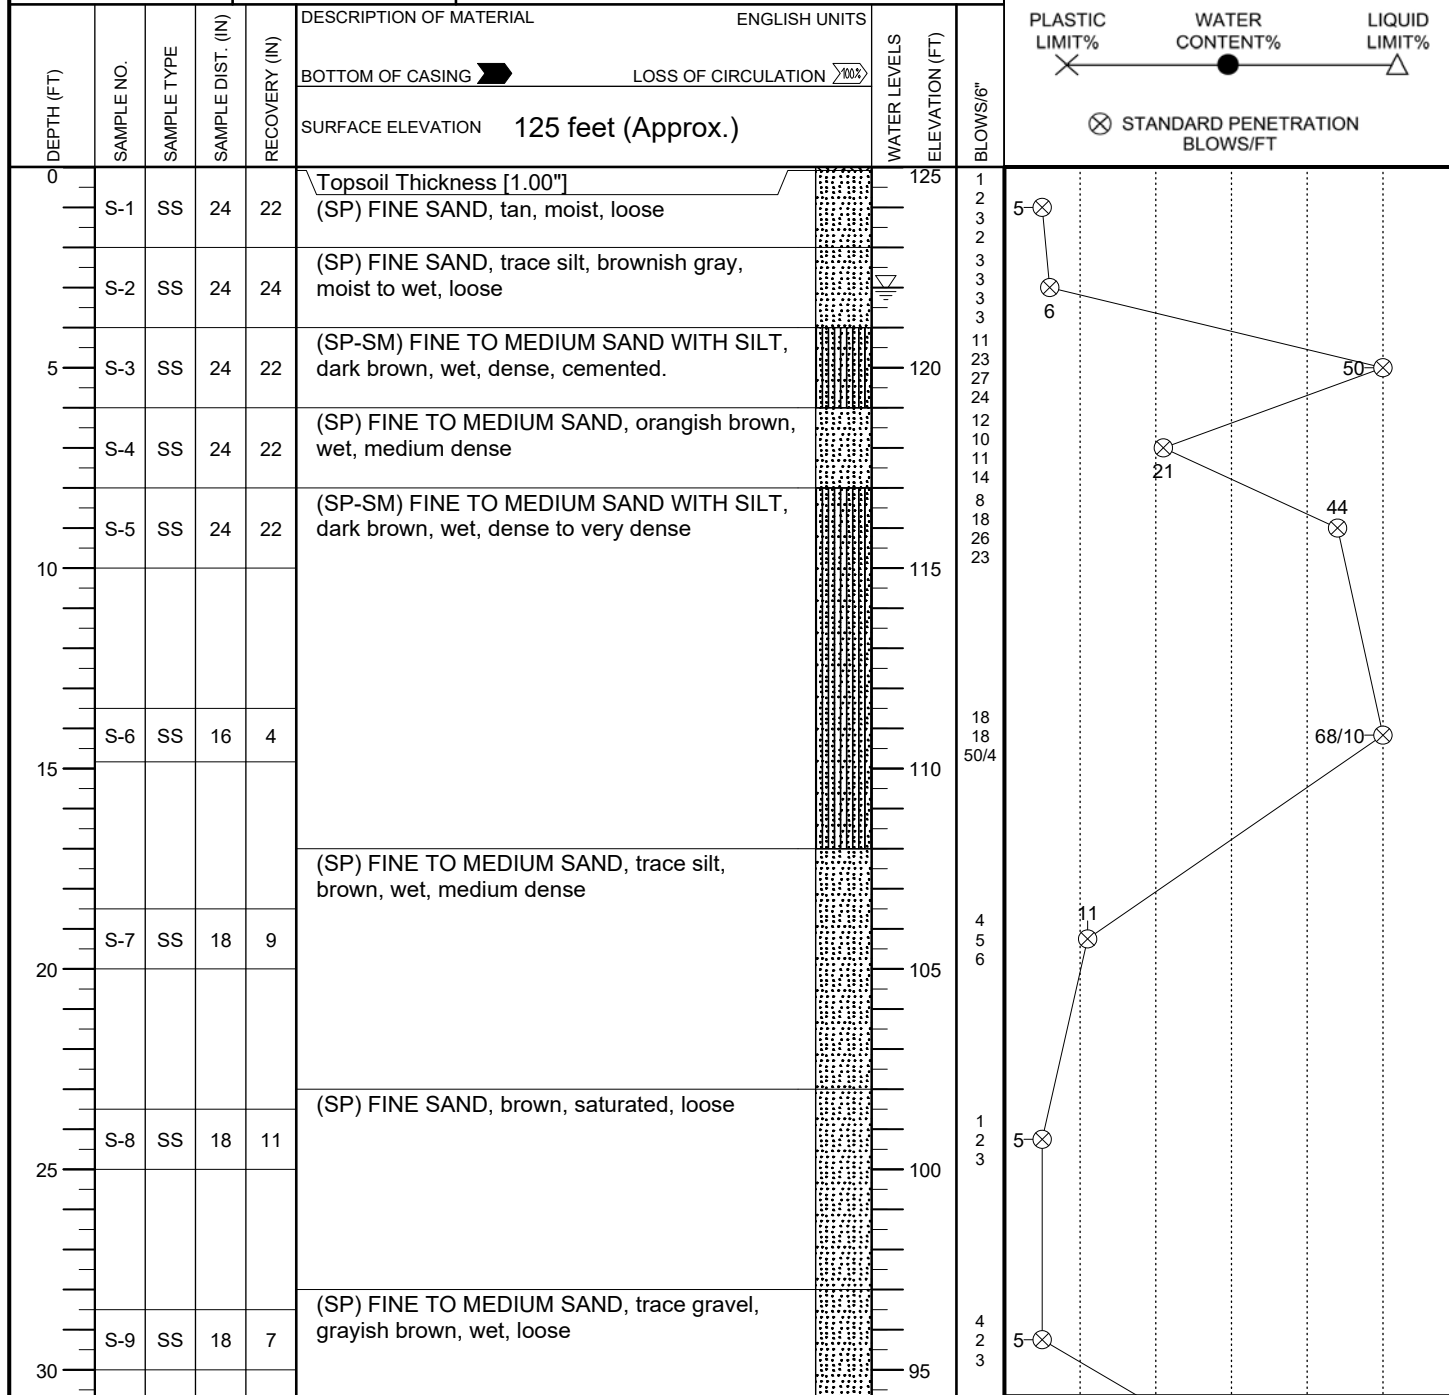 DEPTH (FT)
SAMPLE NO.
SAMPLE TYPE
SAMPLE DIST. (IN)
RECOVERY (IN)
DESCRIPTION OF MATERIAL ENGLISH UNITS
BOTTOM OF CASING LOSS OF CIRCULATION 100%
SURFACE ELEVATION 125 feet (Approx.)
WATER LEVELS
ELEVATION (FT)
BLOWS/6"
PLASTIC LIMIT%
WATER CONTENT%
LIQUID LIMIT%
STANDARD PENETRATION
BLOWS/FT
0
Topsoil Thickness [1.00"]
125
S-1 SS 24 22
(SP) FINE SAND, tan, moist, loose
1
2
3
2
5
S-2 SS 24 24
(SP) FINE SAND, trace silt, brownish gray,
moist to wet, loose
3
3
3
3
6
5
S-3 SS 24 22
(SP-SM) FINE TO MEDIUM SAND WITH SILT,
dark brown, wet, dense, cemented.
120
11
23
27
24
50
S-4 SS 24 22
(SP) FINE TO MEDIUM SAND, orangish brown,
wet, medium dense
12
10
11
14
21
S-5 SS 24 22
(SP-SM) FINE TO MEDIUM SAND WITH SILT,
dark brown, wet, dense to very dense
8
18
26
23
44
10
115
S-6 SS 16 4
18
18
50/4
68/10
15
110
(SP) FINE TO MEDIUM SAND, trace silt,
brown, wet, medium dense
S-7 SS 18 9
4
5
6
11
20
105
(SP) FINE SAND, brown, saturated, loose
S-8 SS 18 11
1
2
3
5
25
100
(SP) FINE TO MEDIUM SAND, trace gravel,
grayish brown, wet, loose
S-9 SS 18 7
4
2
3
5
30
95